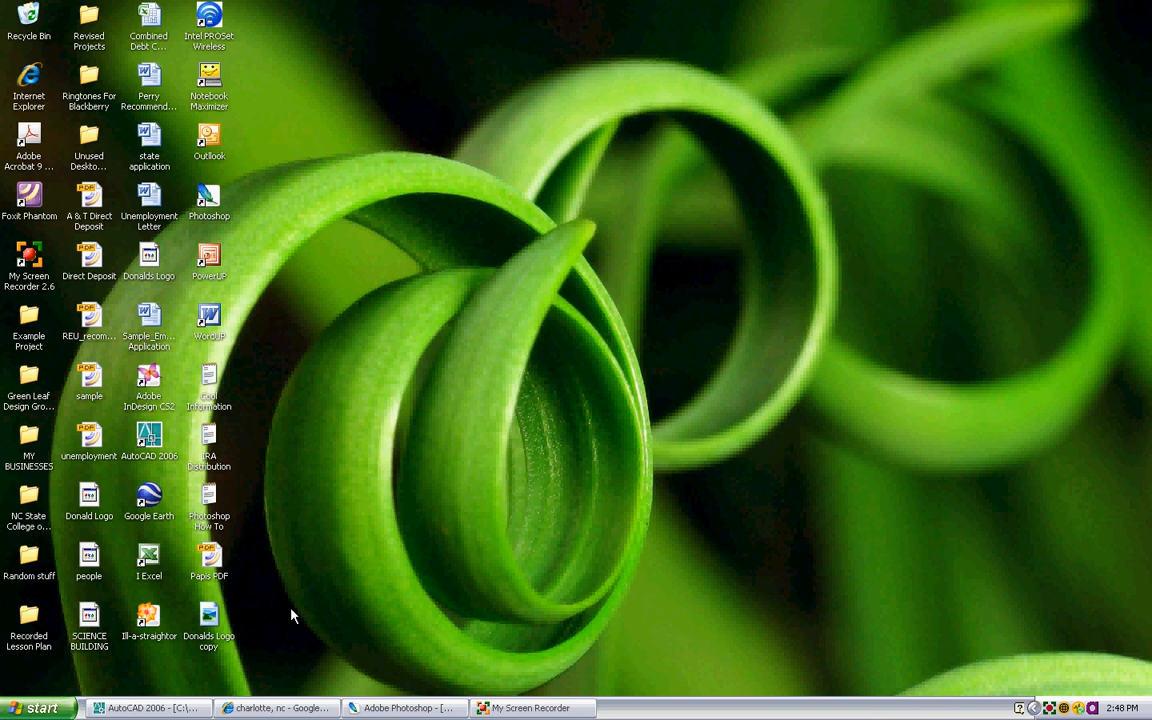 Recycle Bin
Revised
Projects
Combined
Debt C...
Intel PROSet
Wireless
Internet
Explorer
Ringtones For
Blackberry
Perry
Recommend...
Notebook
Maximizer
Adobe
Acrobat 9 ...
Unused
Deskto...
state
application
Outllook
Foxit Phantom
A & T Direct
Deposit
Unemployment
Letter
Photoshop
My Screen
Recorder 2.6
Direct Deposit
Donalds Logo
PowerUP
Example
Project
REU_recom...
Sample_Em...
Application
WordUP
Green Leaf
Design Gro...
sample
Adobe
InDesign CS2
Information
MY
BUSINESSES
unemployment
AutoCAD 2006
IRA
Distribution
NC State
College o...
Donald Logo
Google Earth
Photoshop
How To
Random stuff
people
I Excel
Papis PDF
Recorded
Lesson Plan
SCIENCE
BUILDING
Ill-a-straightor
Donalds Logo
copy
start
AutoCAD 2006 - [C:\...
charlotte, nc - Google...
Adobe Photoshop - [...
My Screen Recorder
2:48 PM